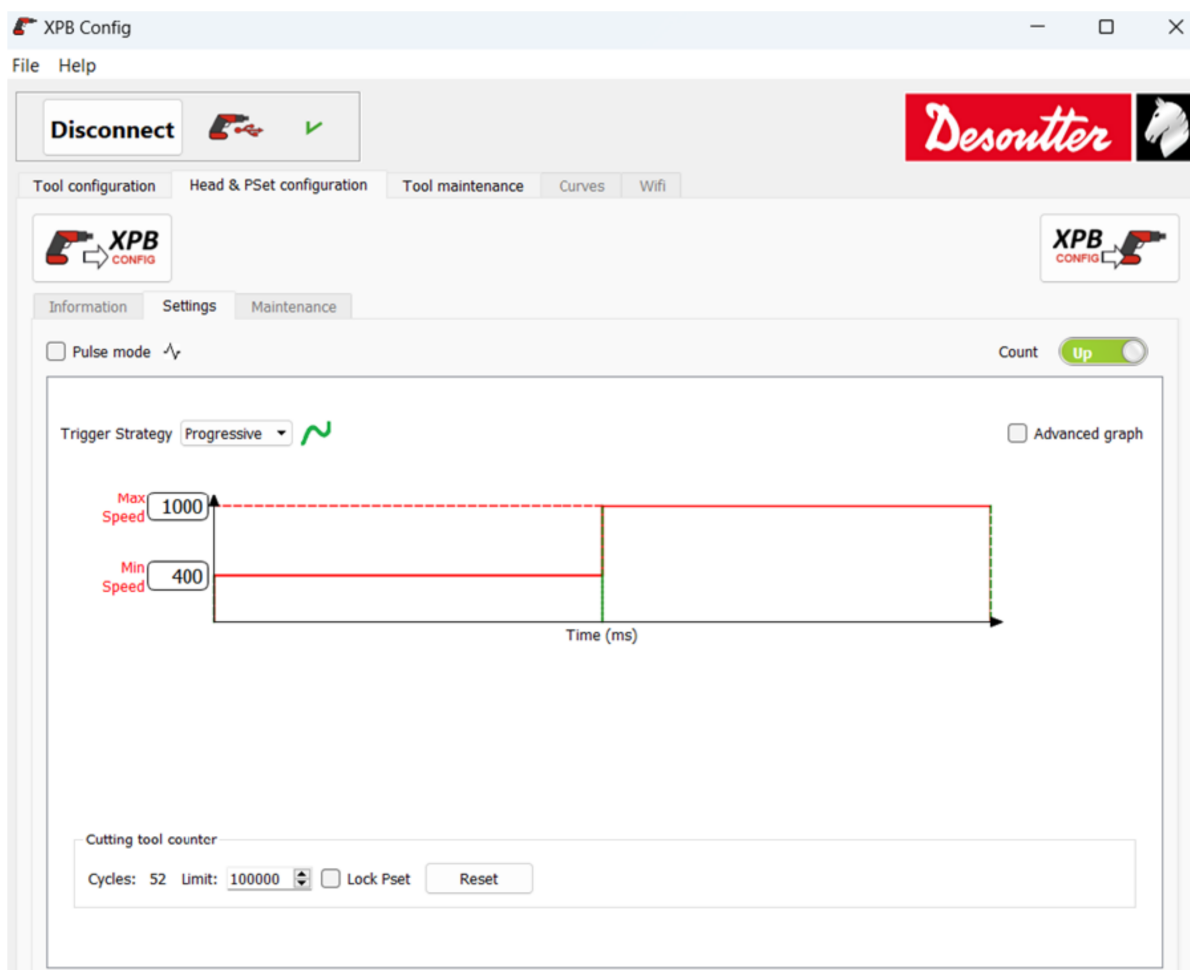 XPB Config
File Help
Disconnect
Desoutter
Tool configuration Head & PSet configuration Tool maintenance Curves Wifi
XPB
CONFIG
XPB
CONFIG
Information Settings Maintenance
Pulse mode Count Up
Trigger Strategy Progressive Advanced graph
Max
Speed 1000
Min
Speed 400
Time (ms)
Cutting tool counter
Cycles: 52 Limit: 100000 Lock Pset Reset